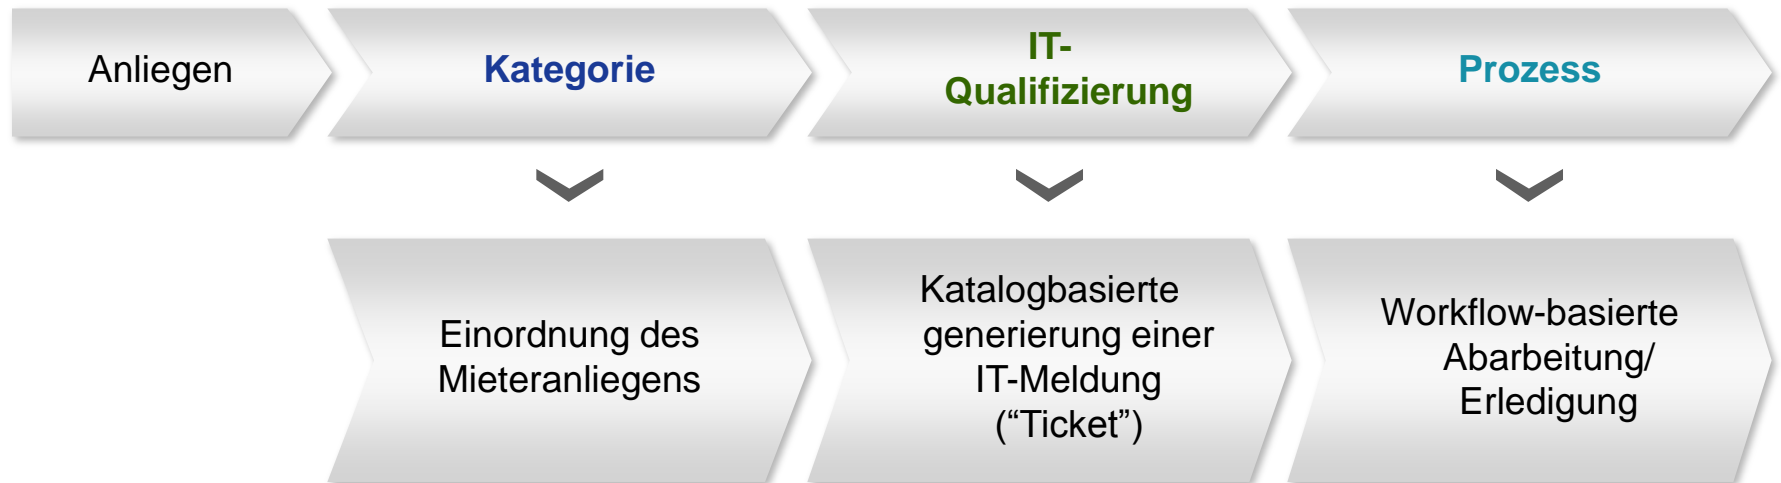 Anliegen
Kategorie
IT-
Qualifizierung
Prozess
Einordnung des
Mieteranliegens
Katalogbasierte
generierung einer
IT-Meldung
(“Ticket”)
Workflow-basierte
Abarbeitung/
Erledigung